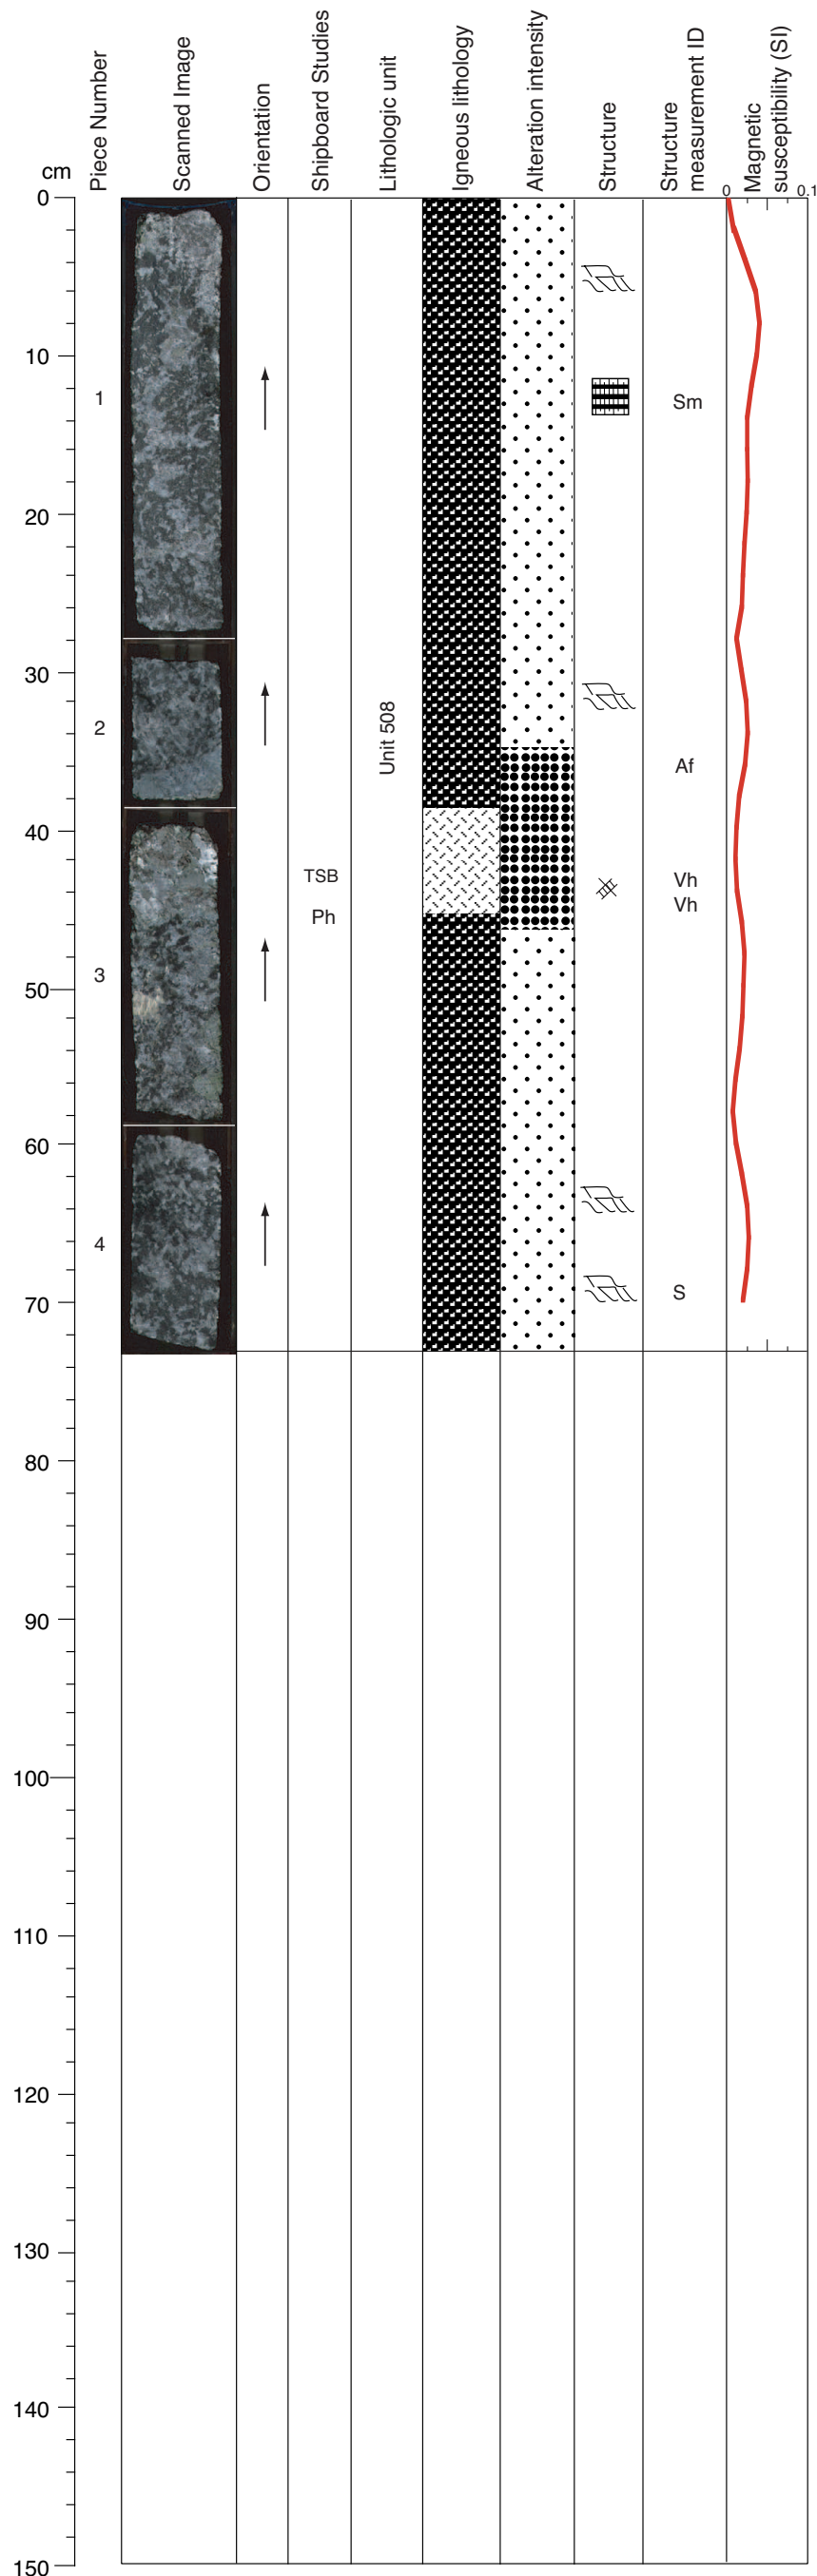 cm
Piece Number
Scanned Image
Orientation
Shipboard Studies
Lithologic unit
Igneous lithology
Alteration intensity
Structure
Structure
measurement ID
Magnetic
susceptibility (SI)
0
0.1
0
10
1
Sm
20
30
2
Unit 508
Af
40
TSB
Vh
Ph
Vh
3
50
60
4
S
70
80
90
100
110
120
130
140
150